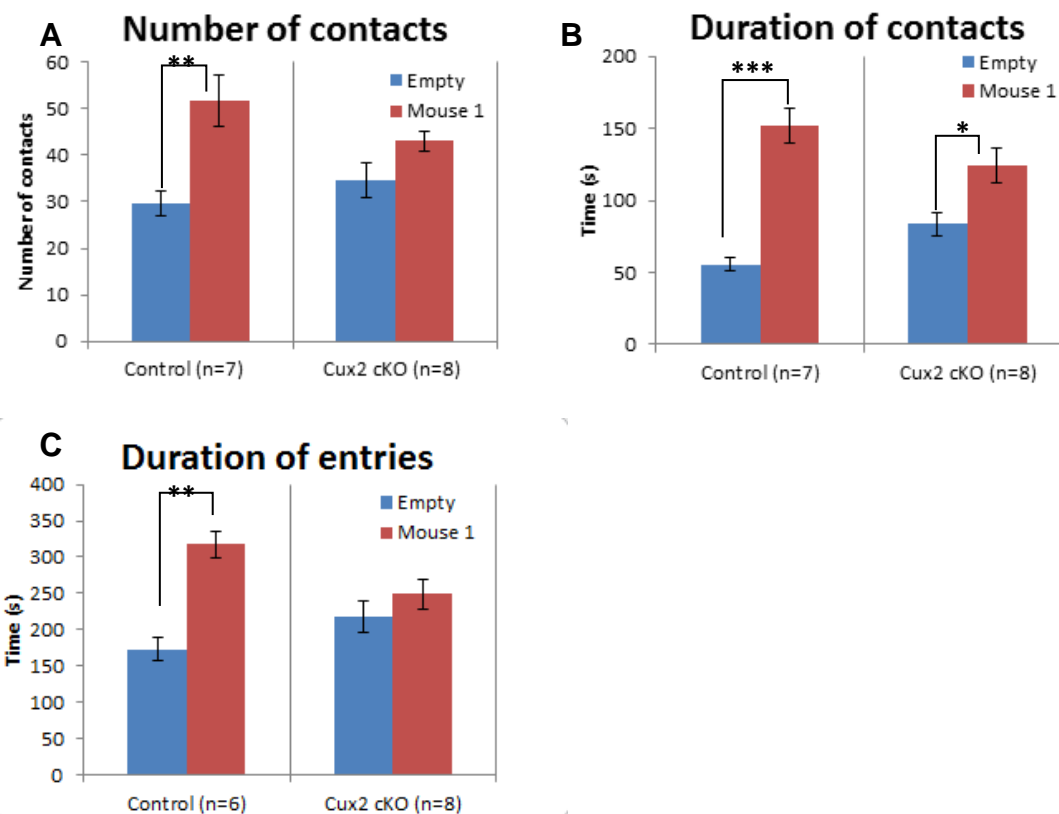 A
Number of contacts
Number of contacts
60
50
40
30
20
10
0
**
Empty
Mouse 1
Control (n=7)
Cux2 cKO (n=8)
B
Duration of contacts
Time (s)
200
150
100
50
0
***
*
Empty
Mouse 1
Control (n=7)
Cux2 cKO (n=8)
C
Duration of entries
Time (s)
400
350
300
250
200
150
100
50
0
**
Empty
Mouse 1
Control (n=6)
Cux2 cKO (n=8)